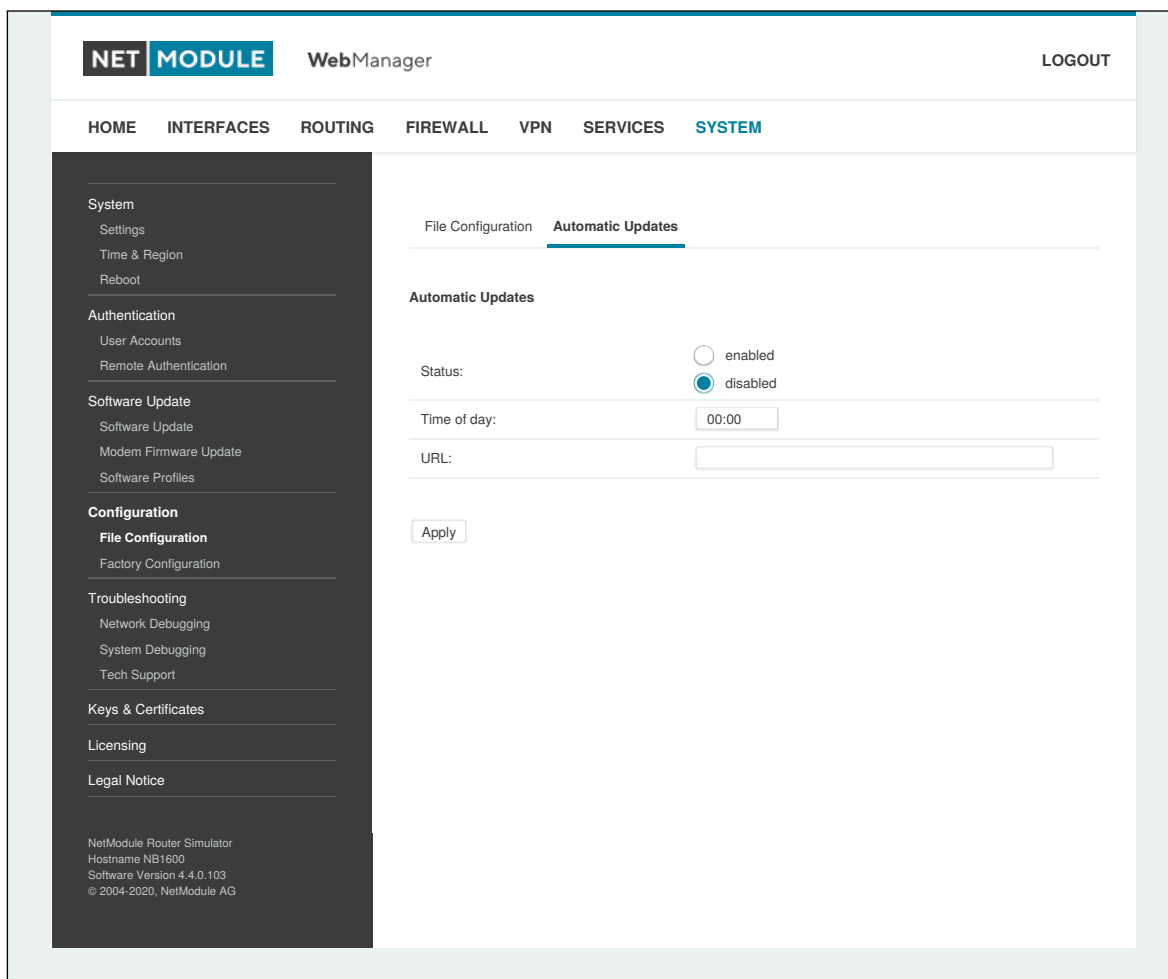 NET MODULE WebManager LOGOUT
HOME INTERFACES ROUTING FIREWALL VPN SERVICES SYSTEM
System
Settings
Time & Region
Reboot
Authentication
User Accounts
Remote Authentication
Software Update
Software Update
Modem Firmware Update
Software Profiles
Configuration
File Configuration
Factory Configuration
Troubleshooting
Network Debugging
System Debugging
Tech Support
Keys & Certificates
Licensing
Legal Notice
NetModule Router Simulator
Hostname NB1600
Software Version 4.4.0.103
© 2004-2020, NetModule AG
File Configuration Automatic Updates
Automatic Updates
Status:
enabled
disabled
Time of day: 00:00
URL:
Apply